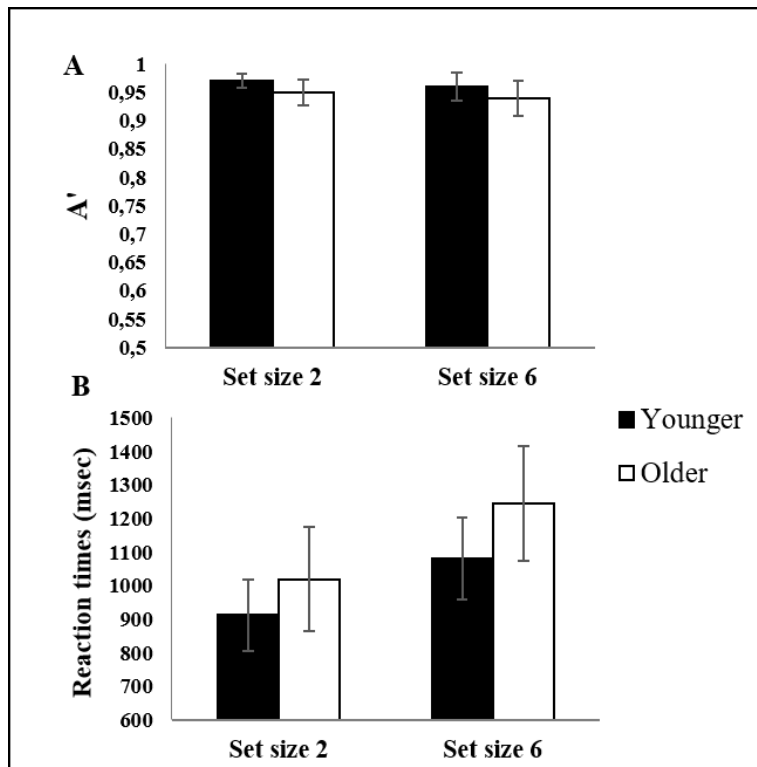 A
1
0,95
0,9
0,85
0,8
0,75
0,7
0,65
0,6
0,55
0,5
A'
Set size 2 Set size 6
B
1500
1400
1300
1200
1100
1000
900
800
700
600
Reaction times (msec)
Set size 2 Set size 6
Younger
Older